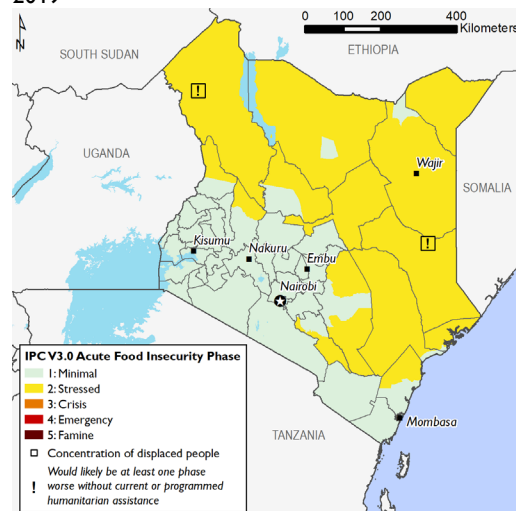 0 100 200 400
Kilometers
N
SOUTH SUDAN
ETHIOPIA
!
UGANDA
Wajir
SOMALIA
!
Kisumu
Nakuru
Embu
Nairobi
IPC V3.0 Acute Food Insecurity Phase
1: Minimal
2: Stressed
3: Crisis
4: Emergency
5: Famine
Concentration of displaced people
Would likely be at least one phase
! worse without current or programmed
humanitarian assistance
Mombasa
TANZANIA